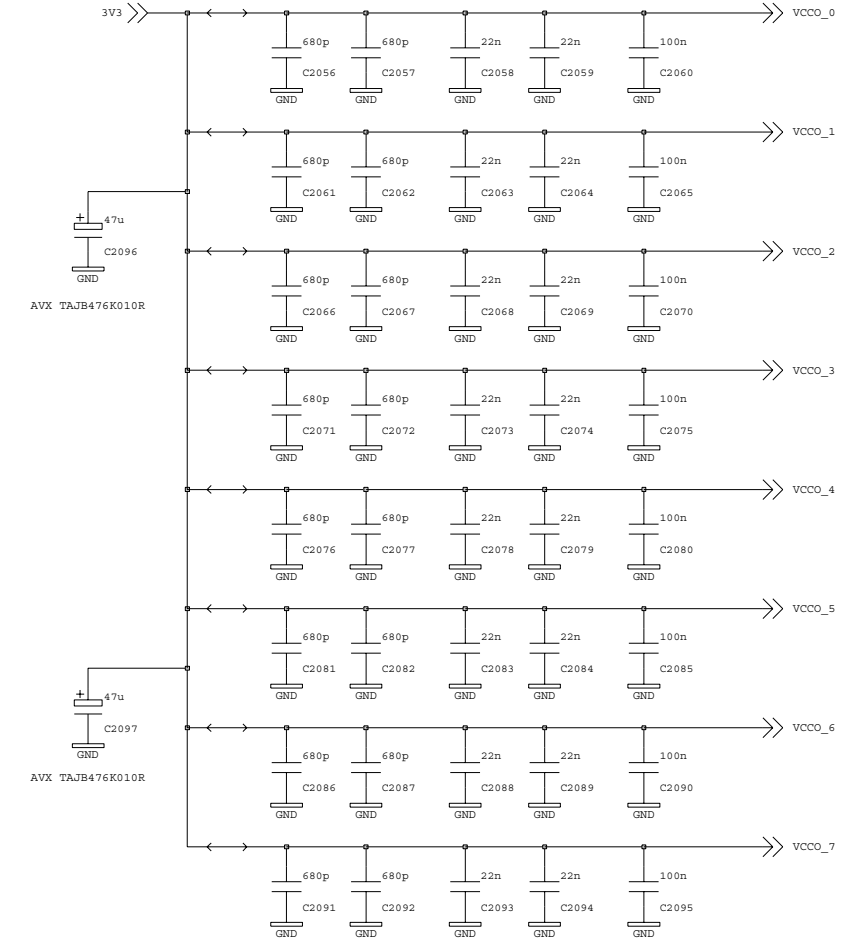 3V3 VCCO_0
680p 680p 22n 22n 100n
C2056 C2057 C2058 C2059 C2060
GND GND GND GND GND
VCCO_1
680p 680p 22n 22n 100n
C2061 C2062 C2063 C2064 C2065
GND GND GND GND GND
+ 47u
C2096
GND
AVX TAJB476K010R
VCCO_2
680p 680p 22n 22n 100n
C2066 C2067 C2068 C2069 C2070
GND GND GND GND GND
VCCO_3
680p 680p 22n 22n 100n
C2071 C2072 C2073 C2074 C2075
GND GND GND GND GND
VCCO_4
680p 680p 22n 22n 100n
C2076 C2077 C2078 C2079 C2080
GND GND GND GND GND
VCCO_5
680p 680p 22n 22n 100n
C2081 C2082 C2083 C2084 C2085
GND GND GND GND GND
+ 47u
C2097
GND
AVX TAJB476K010R
VCCO_6
680p 680p 22n 22n 100n
C2086 C2087 C2088 C2089 C2090
GND GND GND GND GND
VCCO_7
680p 680p 22n 22n 100n
C2091 C2092 C2093 C2094 C2095
GND GND GND GND GND